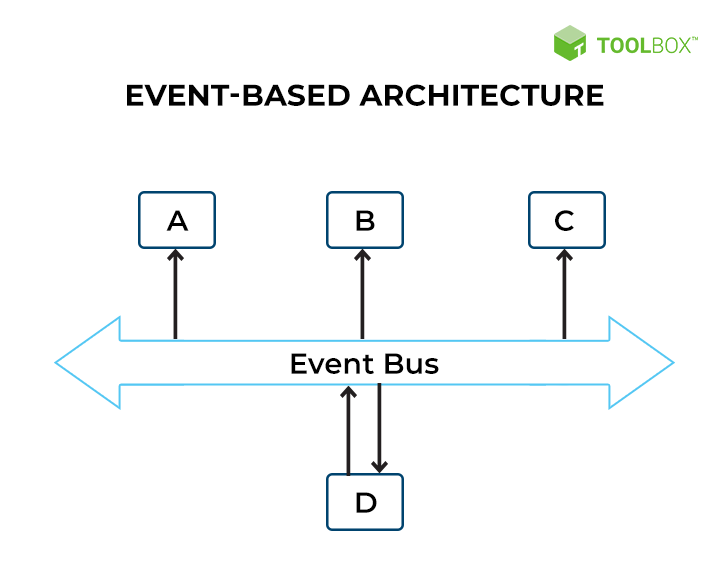 TOOLBOX™
EVENT-BASED ARCHITECTURE
A B C
Event Bus
D